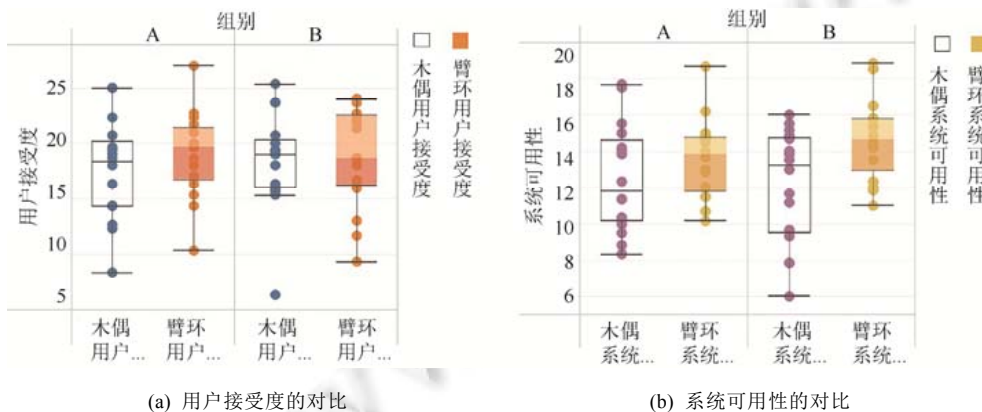 组别
A
B
用户接受度
25
20
15
10
5
木偶
用户...
臂环
用户...
木偶
用户...
臂环
用户...
木偶用户接受度
臂环用户接受度
(a) 用户接受度的对比
组别
A
B
系统可用性
20
18
16
14
12
10
8
6
木偶
系统...
臂环
系统...
木偶
系统...
臂环
系统...
木偶系统可用性
臂环系统可用性
(b) 系统可用性的对比